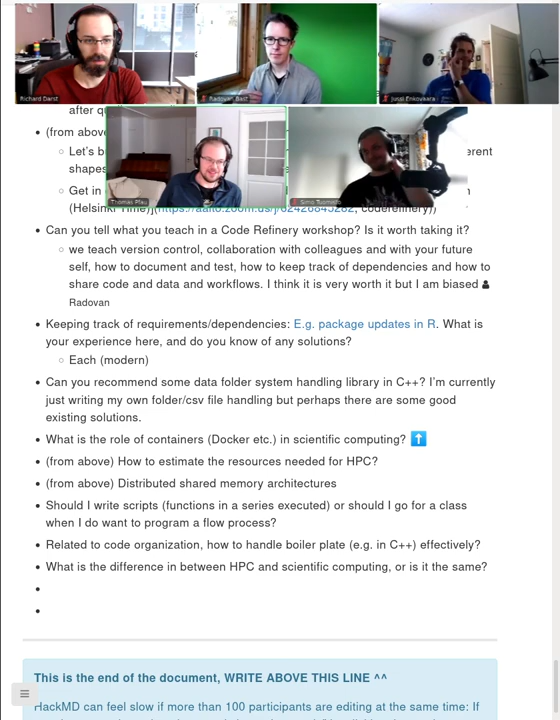 Richard Darst
Radovan Bast
Jussi Enkovaara
after
(from above
Let's b
erent
shapes
Thomas Pfau
Simo Tuomisto
Get in
(Helsinki Time)](https://aalto.zoom.us/j/62426845282, coderefinery))
Can you tell what you teach in a Code Refinery workshop? Is it worth taking it?
we teach version control, collaboration with colleagues and with your future
self, how to document and test, how to keep track of dependencies and how to
share code and data and workflows. I think it is very worth it but I am biased
Radovan
Keeping track of requirements/dependencies: E.g. package updates in R. What is
your experience here, and do you know of any solutions?
Each (modern)
Can you recommend some data folder system handling library in C++? I'm currently
just writing my own folder/csv file handling but perhaps there are some good
existing solutions.
What is the role of containers (Docker etc.) in scientific computing?
(from above) How to estimate the resources needed for HPC?
(from above) Distributed shared memory architectures
Should I write scripts (functions in a series executed) or should I go for a class
when I do want to program a flow process?
Related to code organization, how to handle boiler plate (e.g. in C++) effectively?
What is the difference in between HPC and scientific computing, or is it the same?
This is the end of the document, WRITE ABOVE THIS LINE ^^
HackMD can feel slow if more than 100 participants are editing at the same time: If